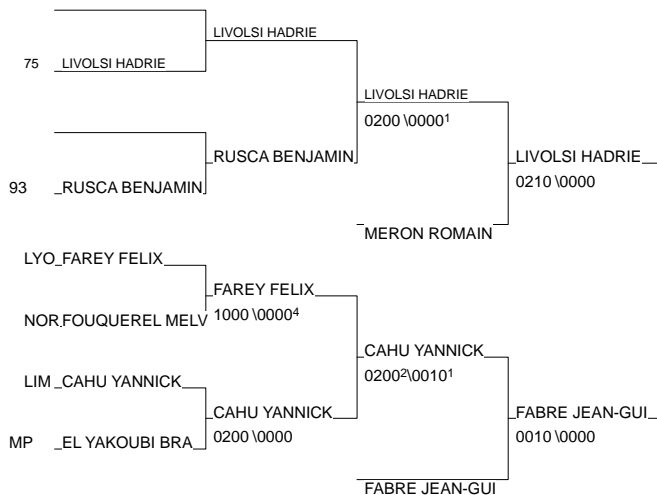 LIVOLSI HADRIE
75 LIVOLSI HADRIE
LIVOLSI HADRIE
0200 \0000¹
RUSCA BENJAMIN
LIVOLSI HADRIE
0210 \0000
93 RUSCA BENJAMIN
MERON ROMAIN
LYO FAREY FELIX
FAREY FELIX
1000 \0000⁴
NOR FOUQUEREL MELV
CAHU YANNICK
0200²\0010¹
LIM CAHU YANNICK
CAHU YANNICK
0200 \0000
FABRE JEAN-GUI
0010 \0000
MP EL YAKOUBI BRA
FABRE JEAN-GUI